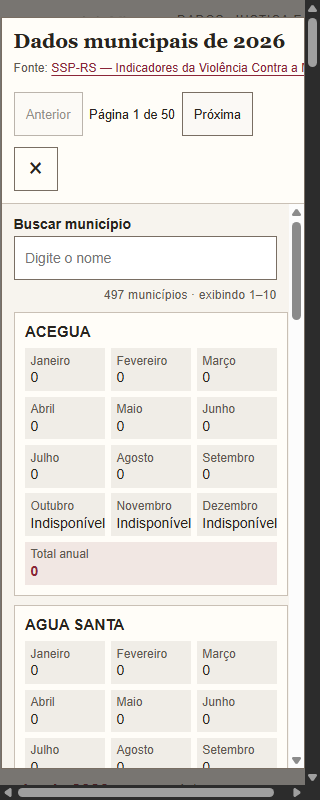 Dados municipais de 2026
Fonte: SSP-RS — Indicadores da Violência Contra a
Anterior
Página 1 de 50
Próxima
×
Buscar município
Digite o nome
497 municípios · exibindo 1–10
ACEGUA
Janeiro Fevereiro Março
0 0 0
Abril Maio Junho
0 0 0
Julho Agosto Setembro
0 0 0
Outubro Novembro Dezembro
Indisponível Indisponível Indisponível
Total anual
0
AGUA SANTA
Janeiro Fevereiro Março
0 0 0
Abril Maio Junho
0 0 0
Julho Agosto Setembro
0 0 0